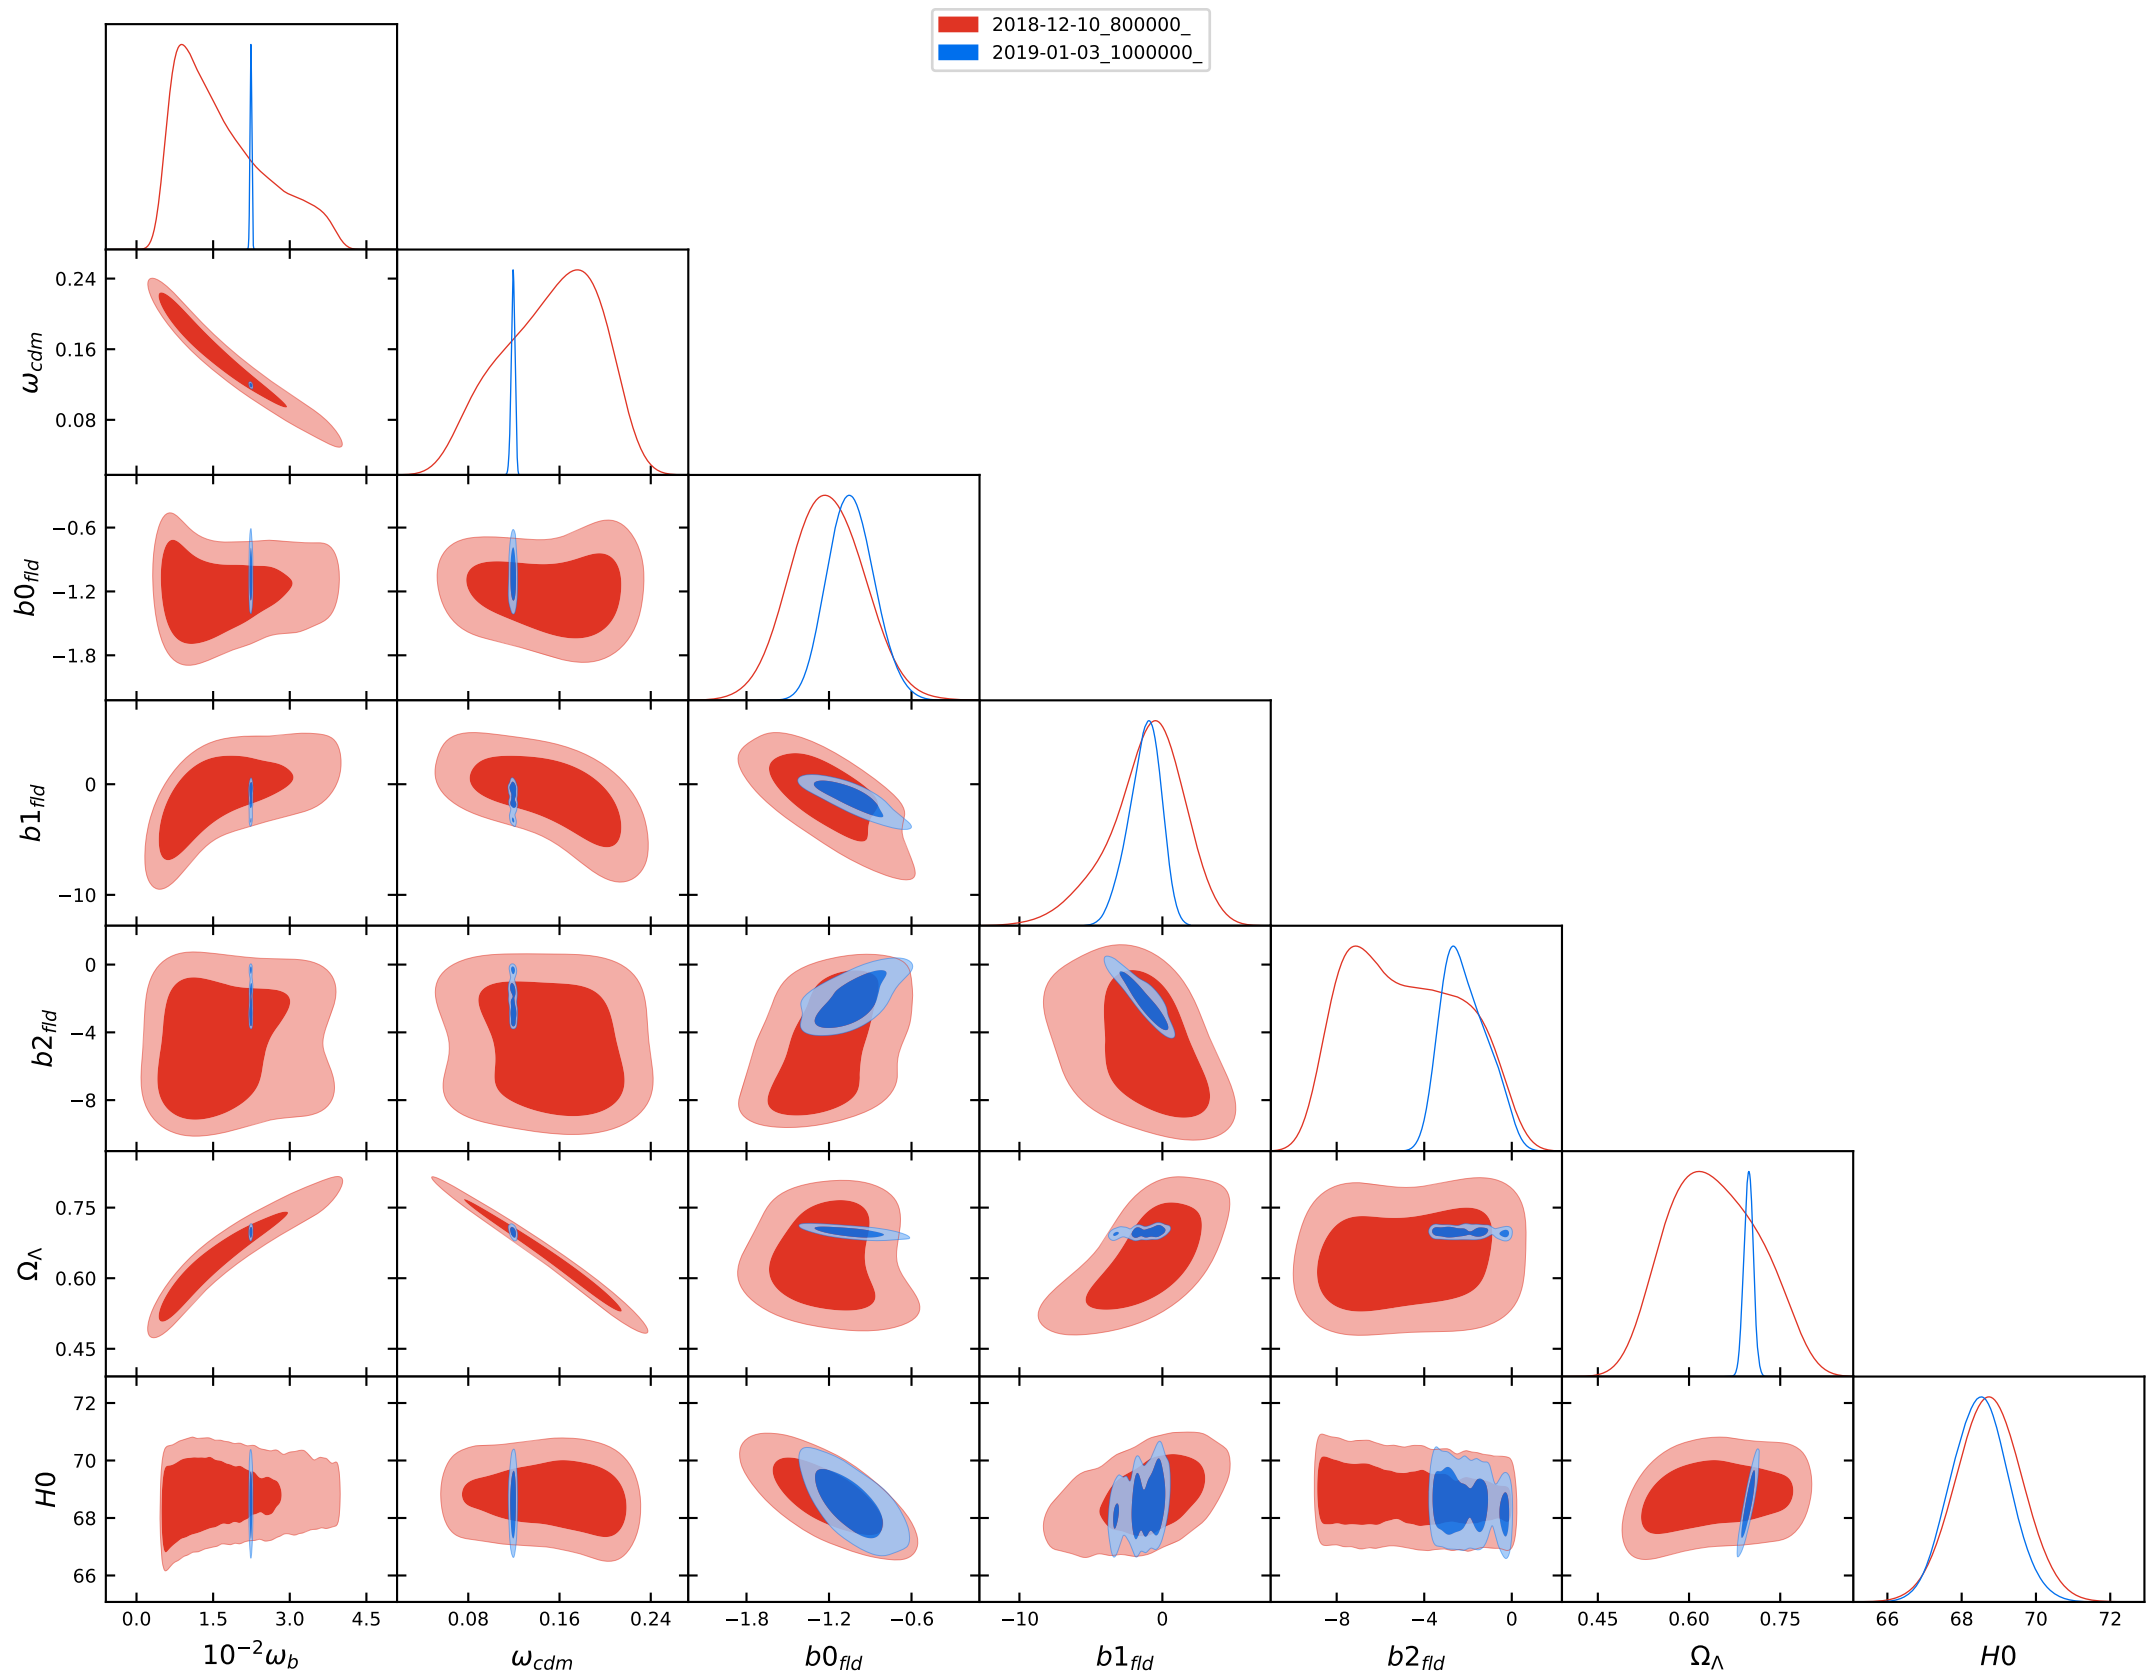 2018-12-10_800000_
2019-01-03_1000000_
0.24
0.16
0.08
ω_cdm
−0.6
−1.2
−1.8
b0_fld
0
−10
b1_fld
0
−4
−8
b2_fld
0.75
0.60
0.45
Ω_Λ
72
70
68
66
H0
0.0 1.5 3.0 4.5 0.08 0.16 0.24 −1.8 −1.2 −0.6 −10 0 −8 −4 0 0.45 0.60 0.75 66 68 70 72
10⁻²ω_b ω_cdm b0_fld b1_fld b2_fld Ω_Λ H0